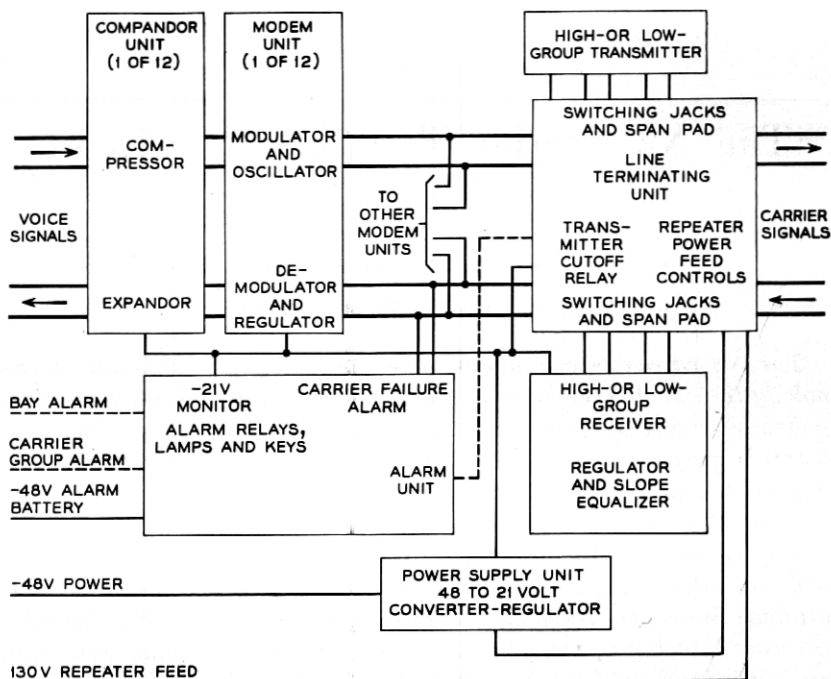 COMPANDOR
UNIT
(1 OF 12)
MODEM
UNIT
(1 OF 12)
HIGH-OR LOW-
GROUP TRANSMITTER
COM-
PRESSOR
MODULATOR
AND
OSCILLATOR
SWITCHING JACKS
AND SPAN PAD
LINE
TERMINATING
UNIT
VOICE
SIGNALS
TO
OTHER
MODEM
UNITS
TRANS-
MITTER
CUTOFF
RELAY
REPEATER
POWER
FEED
CONTROLS
CARRIER
SIGNALS
EXPANDOR
DE-
MODULATOR
AND
REGULATOR
SWITCHING JACKS
AND SPAN PAD
-21V
MONITOR
CARRIER FAILURE
ALARM
ALARM RELAYS,
LAMPS AND KEYS
ALARM
UNIT
HIGH-OR LOW-
GROUP
RECEIVER
REGULATOR
AND SLOPE
EQUALIZER
BAY ALARM
CARRIER
GROUP ALARM
-48V ALARM
BATTERY
-48V POWER
POWER SUPPLY UNIT
48 TO 21 VOLT
CONVERTER-REGULATOR
130V REPEATER FEED